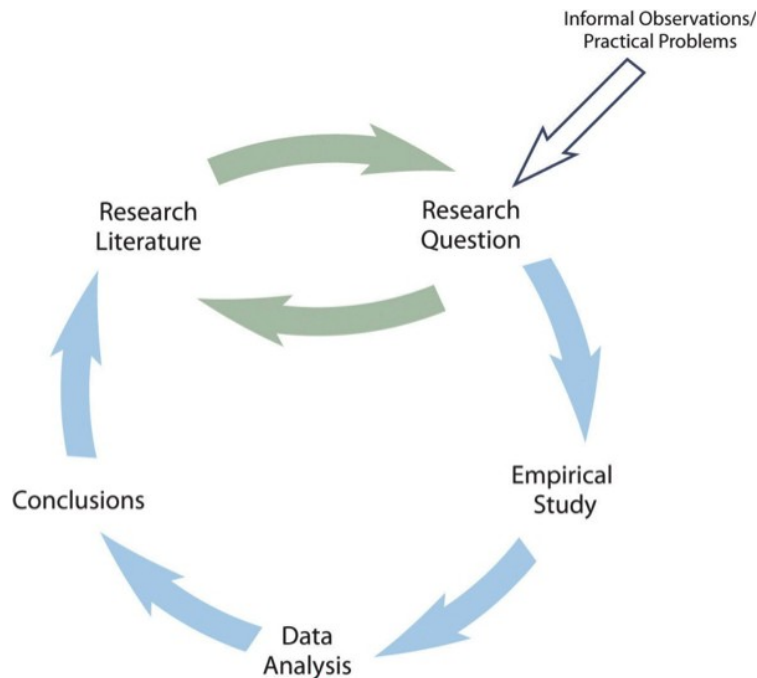 Informal Observations/
Practical Problems
Research
Literature
Research
Question
Empirical
Study
Conclusions
Data
Analysis